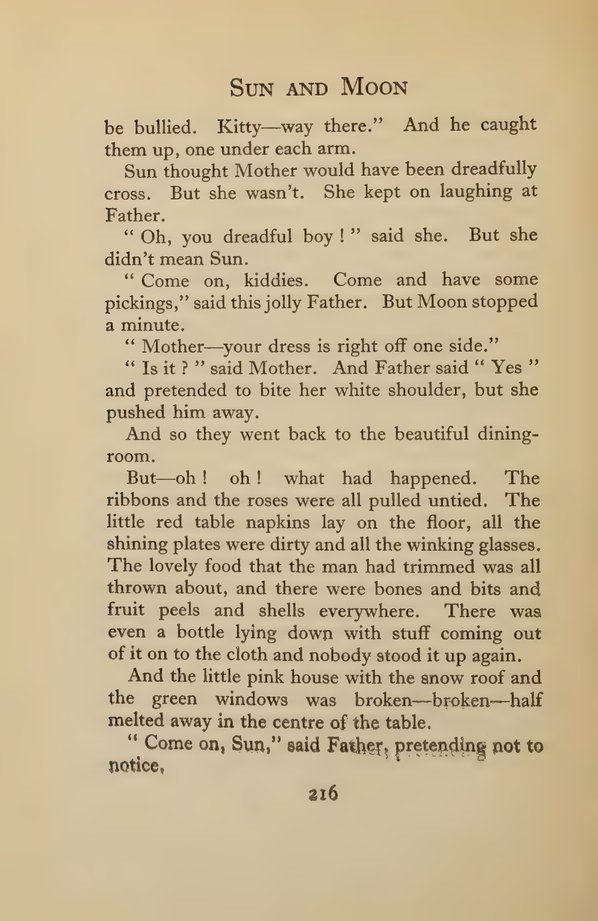 SUN AND MOON
be bullied. Kitty—way there.” And he caught
them up, one under each arm.
Sun thought Mother would have been dreadfully
cross. But she wasn’t. She kept on laughing at
Father.
“ Oh, you dreadful boy ! ” said she. But she
didn’t mean Sun.
“ Come on, kiddies. Come and have some
pickings,” said this jolly Father. But Moon stopped
a minute.
“ Mother—your dress is right off one side.”
“ Is it ? ” said Mother. And Father said “ Yes ”
and pretended to bite her white shoulder, but she
pushed him away.
And so they went back to the beautiful dining-
room.
But—oh ! oh ! what had happened. The
ribbons and the roses were all pulled untied. The
little red table napkins lay on the floor, all the
shining plates were dirty and all the winking glasses.
The lovely food that the man had trimmed was all
thrown about, and there were bones and bits and
fruit peels and shells everywhere. There was
even a bottle lying down with stuff coming out
of it on to the cloth and nobody stood it up again.
And the little pink house with the snow roof and
the green windows was broken—broken—half
melted away in the centre of the table.
“ Come on, Sun,” said Father, pretending not to
notice,
216